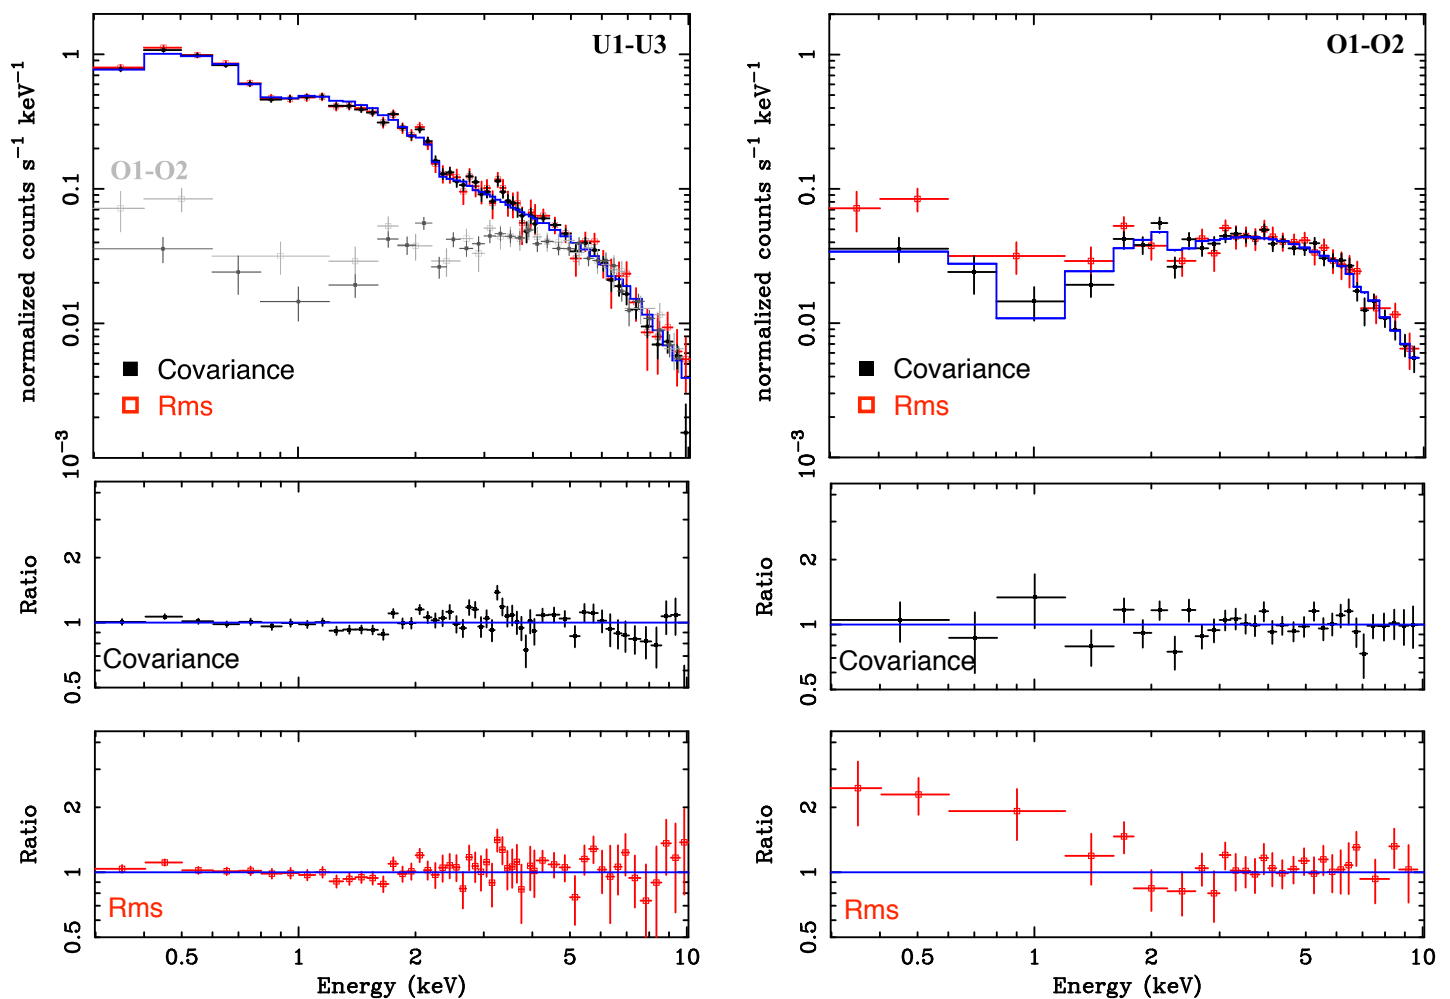 U1-U3
normalized counts s⁻¹ keV⁻¹
1
0.1
0.01
10⁻³
O1-O2
Covariance
Rms
O1-O2
normalized counts s⁻¹ keV⁻¹
1
0.1
0.01
10⁻³
Covariance
Rms
Ratio
2
1
0.5
Covariance
Ratio
2
1
0.5
Covariance
Ratio
2
1
0.5
Rms
0.5 1 2 5 10
Energy (keV)
Ratio
2
1
0.5
Rms
0.5 1 2 5 10
Energy (keV)